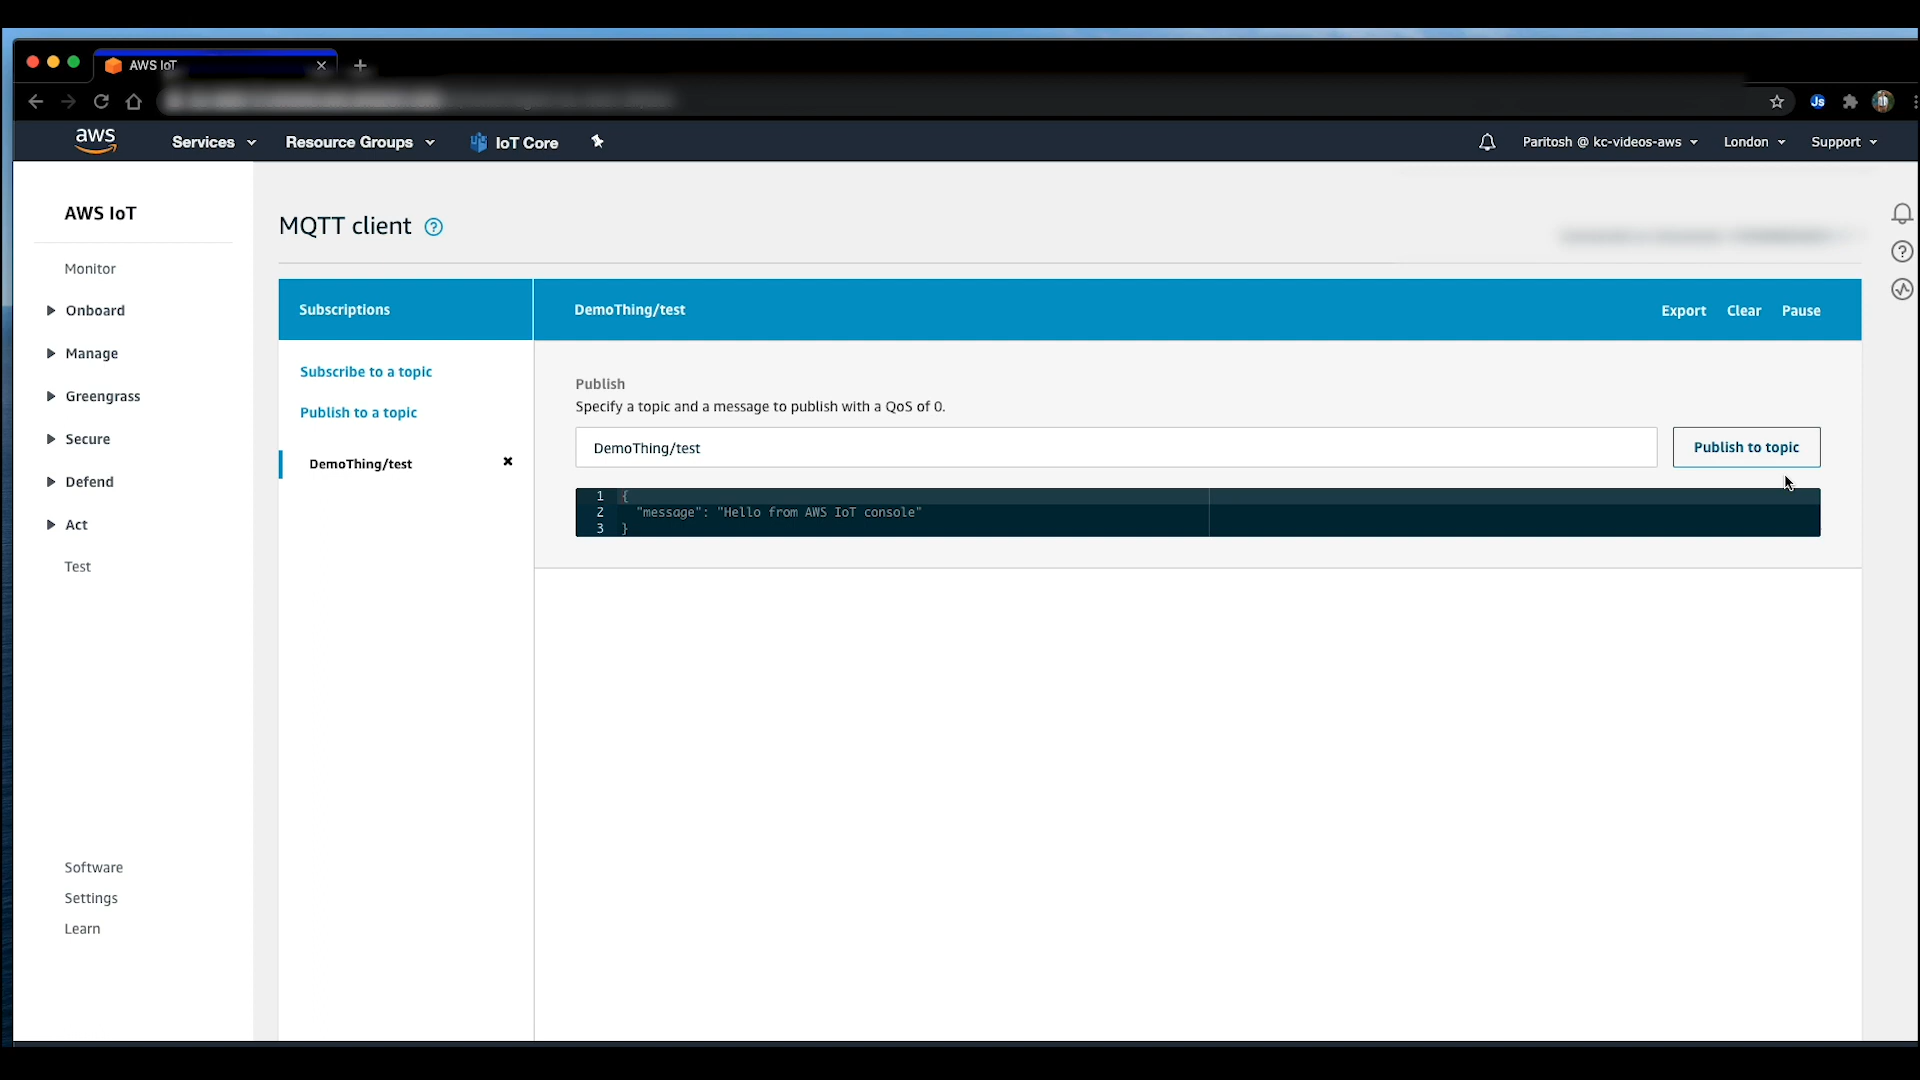 AWS IoT
Js
aws
Services
Resource Groups
IoT Core
Paritosh @ kc-videos-aws
London
Support
AWS IoT
Monitor
Onboard
Manage
Greengrass
Secure
Defend
Act
Test
Software
Settings
Learn
MQTT client
Subscriptions
Subscribe to a topic
Publish to a topic
DemoThing/test
DemoThing/test
Export
Clear
Pause
Publish
Specify a topic and a message to publish with a QoS of 0.
DemoThing/test
Publish to topic
1 {
2 "message": "Hello from AWS IoT console"
3 }